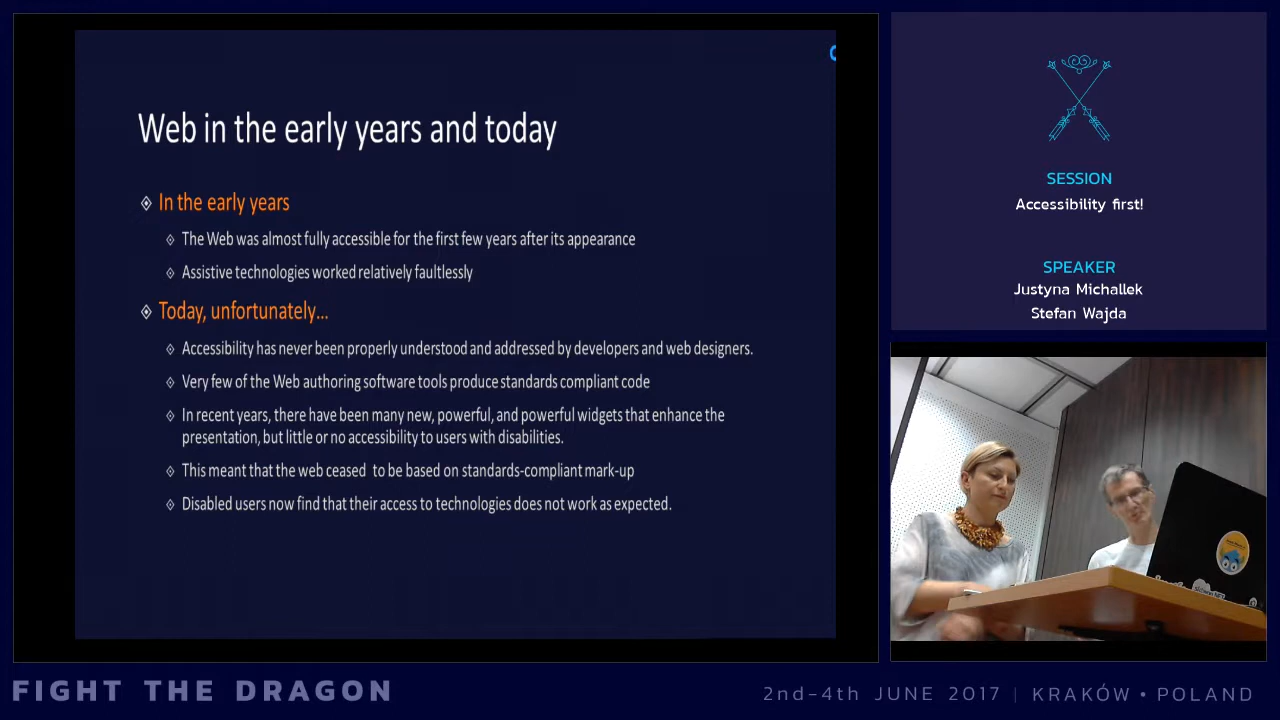 Web in the early years and today
In the early years
The Web was almost fully accessible for the first few years after its appearance
Assistive technologies worked relatively faultlessly
Today, unfortunately...
Accessibility has never been properly understood and addressed by developers and web designers.
Very few of the Web authoring software tools produce standards compliant code
In recent years, there have been many new, powerful, and powerful widgets that enhance the
presentation, but little or no accessibility to users with disabilities.
This meant that the web ceased to be based on standards-compliant mark-up
Disabled users now find that their access to technologies does not work as expected.
SESSION
Accessibility first!
SPEAKER
Justyna Michallek
Stefan Wajda
FIGHT THE DRAGON
2nd-4th JUNE 2017 | KRAKÓW • POLAND